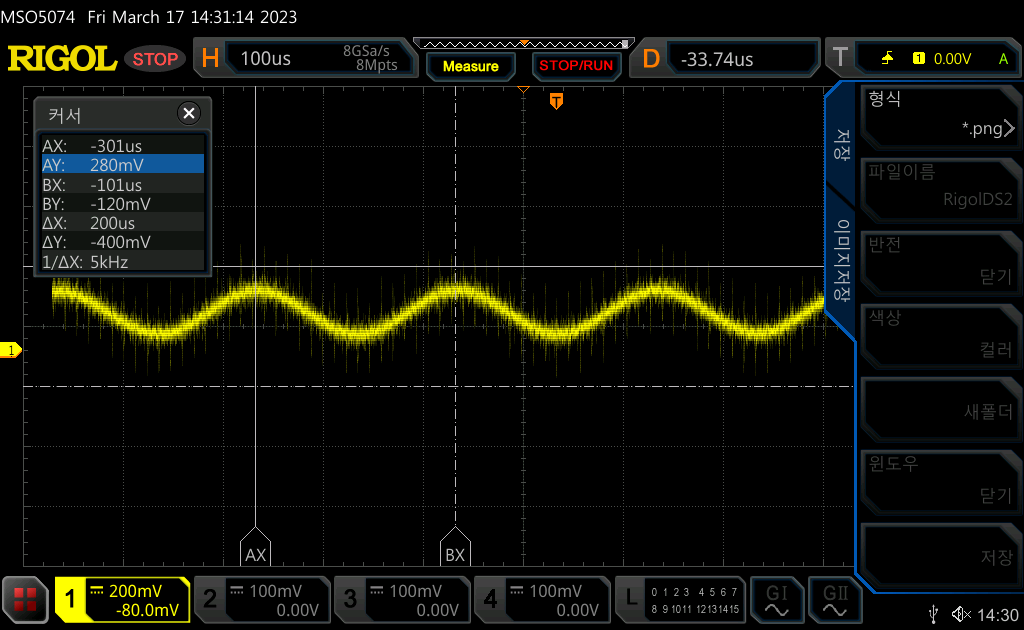 MSO5074 Fri March 17 14:31:14 2023
RIGOL STOP H 100us 8GSa/s 8Mpts Measure STOP/RUN D -33.74us T 1 0.00V A
T
커서
AX: -301us
AY: 280mV
BX: -101us
BY: -120mV
ΔX: 200us
ΔY: -400mV
1/ΔX: 5kHz
1
AX BX
저장
이미지저장
형식
*.png
파일이름
RigolDS2
반전
닫기
색상
컬러
새폴더
윈도우
닫기
저장
1 200mV -80.0mV
2 100mV 0.00V
3 100mV 0.00V
4 100mV 0.00V
L 0 1 2 3 4 5 6 7
8 9 10 11 12 13 14 15
GI GII
14:30